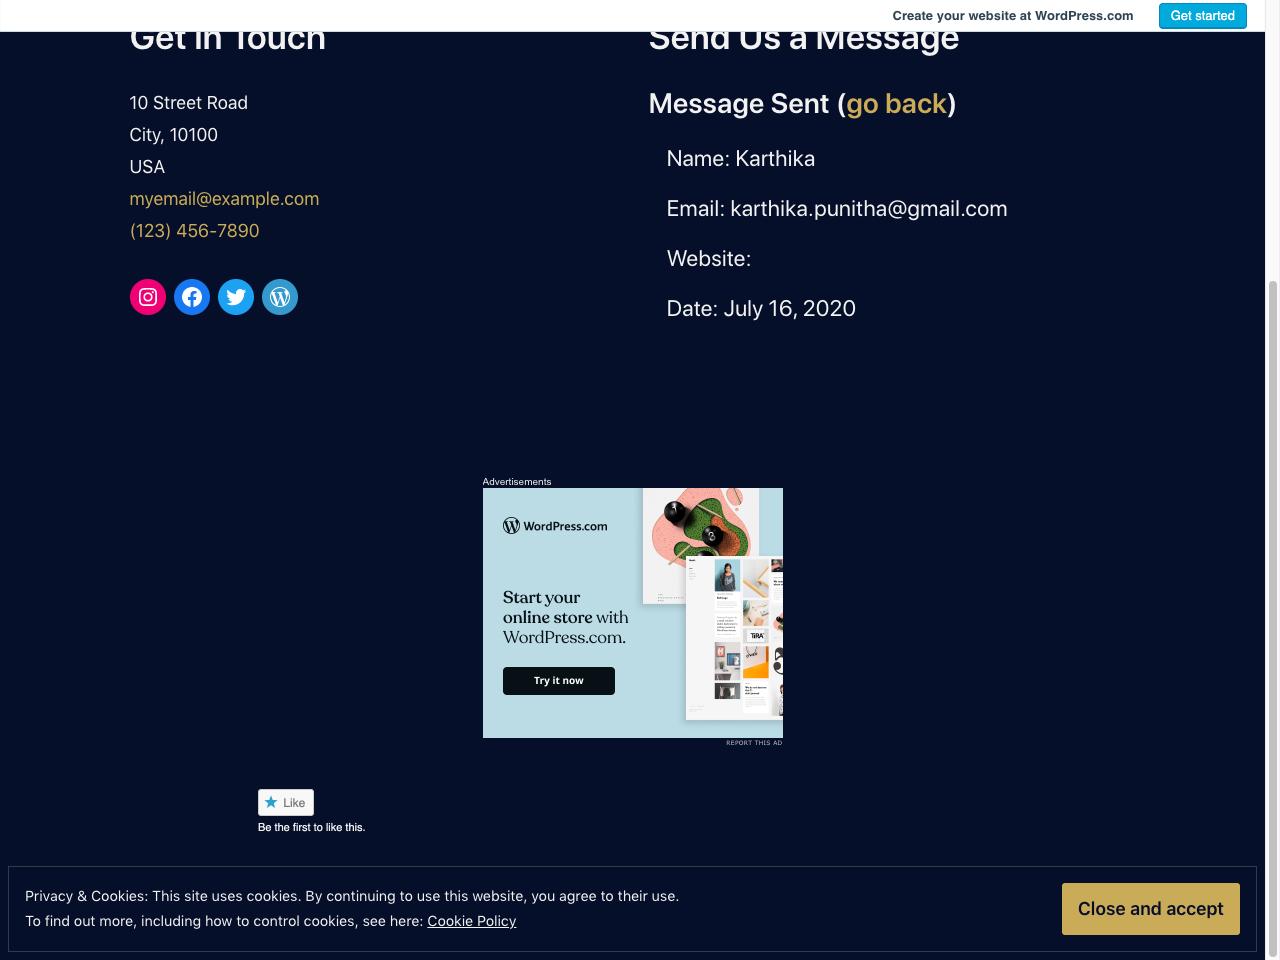 Create your website at WordPress.com
Get started
Get In Touch
Send Us a Message
10 Street Road
City, 10100
USA
myemail@example.com
(123) 456-7890
Message Sent (go back)
Name: Karthika
Email: karthika.punitha@gmail.com
Website:
Date: July 16, 2020
Advertisements
WordPress.com
Start your
online store with
WordPress.com.
Try it now
TiRA
REPORT THIS AD
Like
Be the first to like this.
Privacy & Cookies: This site uses cookies. By continuing to use this website, you agree to their use.
To find out more, including how to control cookies, see here: Cookie Policy
Close and accept